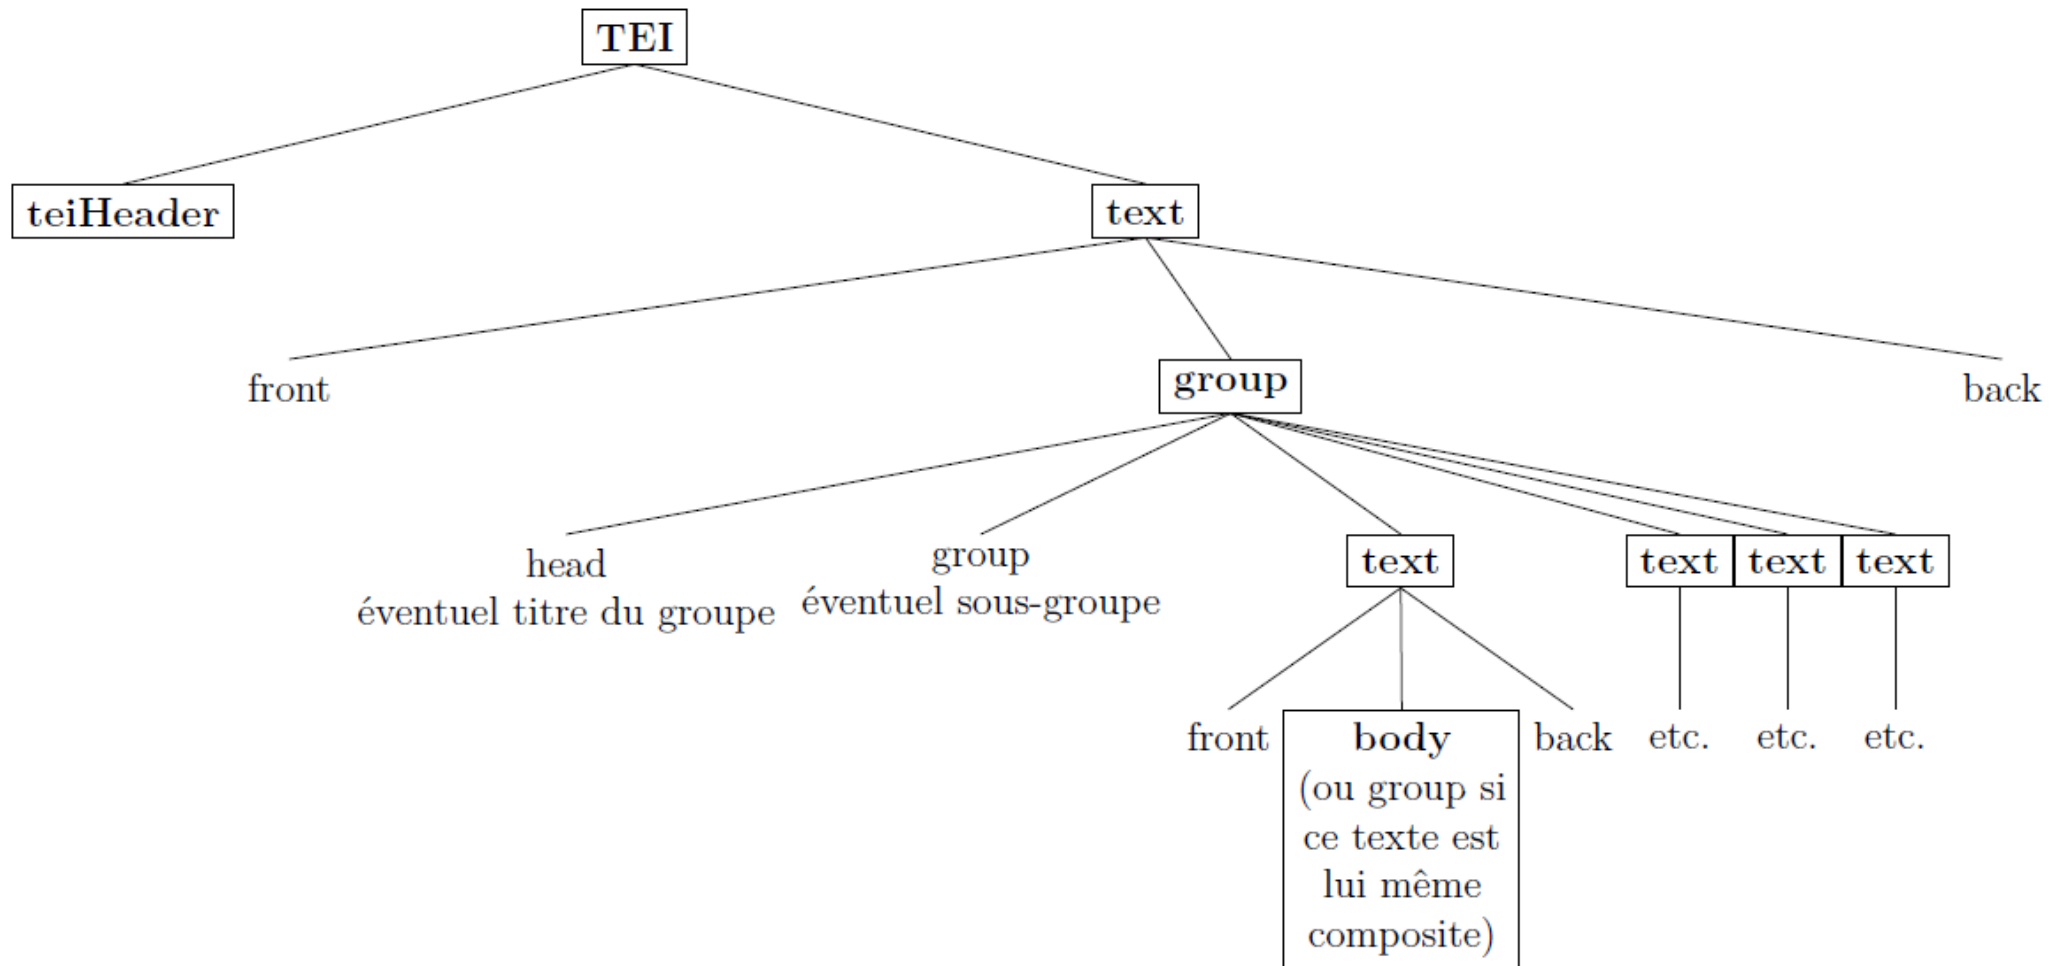 TEI
teiHeader
text
front
group
back
head
éventuel titre du groupe
group
éventuel sous-groupe
text
text
text
text
front
body
(ou group si
ce texte est
lui même
composite)
back
etc.
etc.
etc.